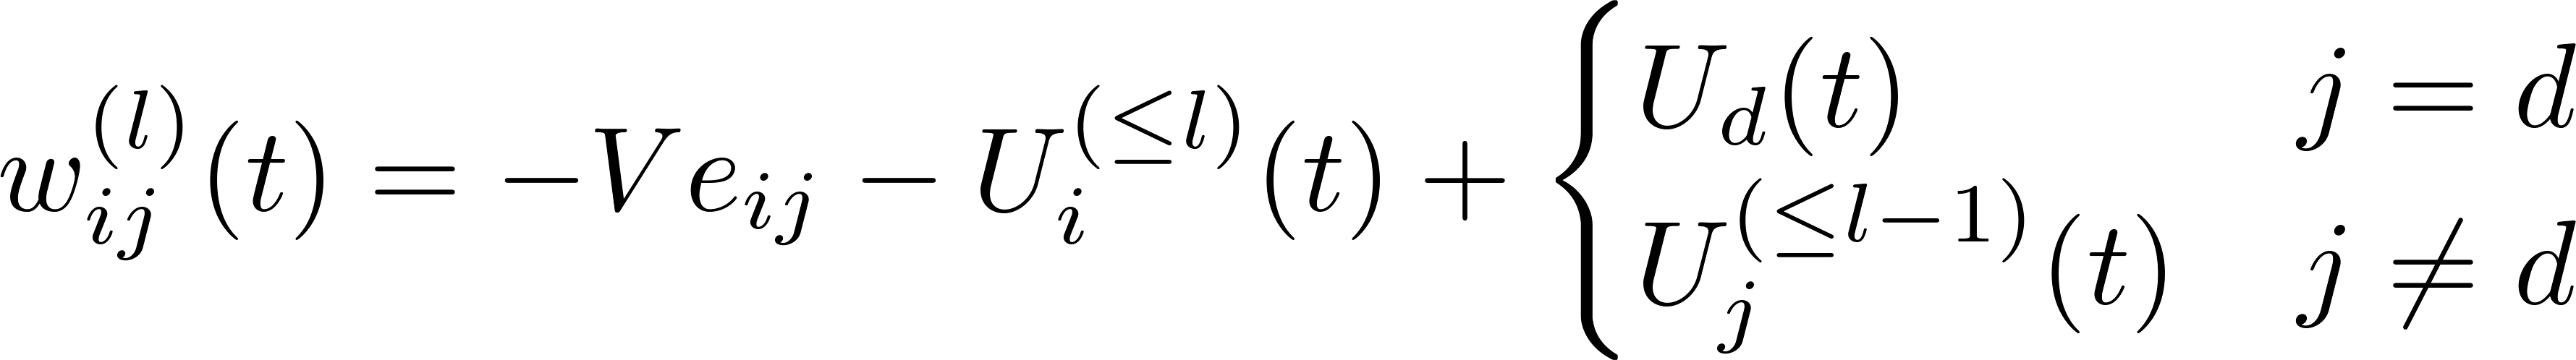 w_{ij}^{(l)}(t) = -Ve_{ij} - U_i^{(\leq l)}(t) + \begin{cases} U_d(t) & j = d \\ U_j^{(\leq l-1)}(t) & j \neq d \end{cases}